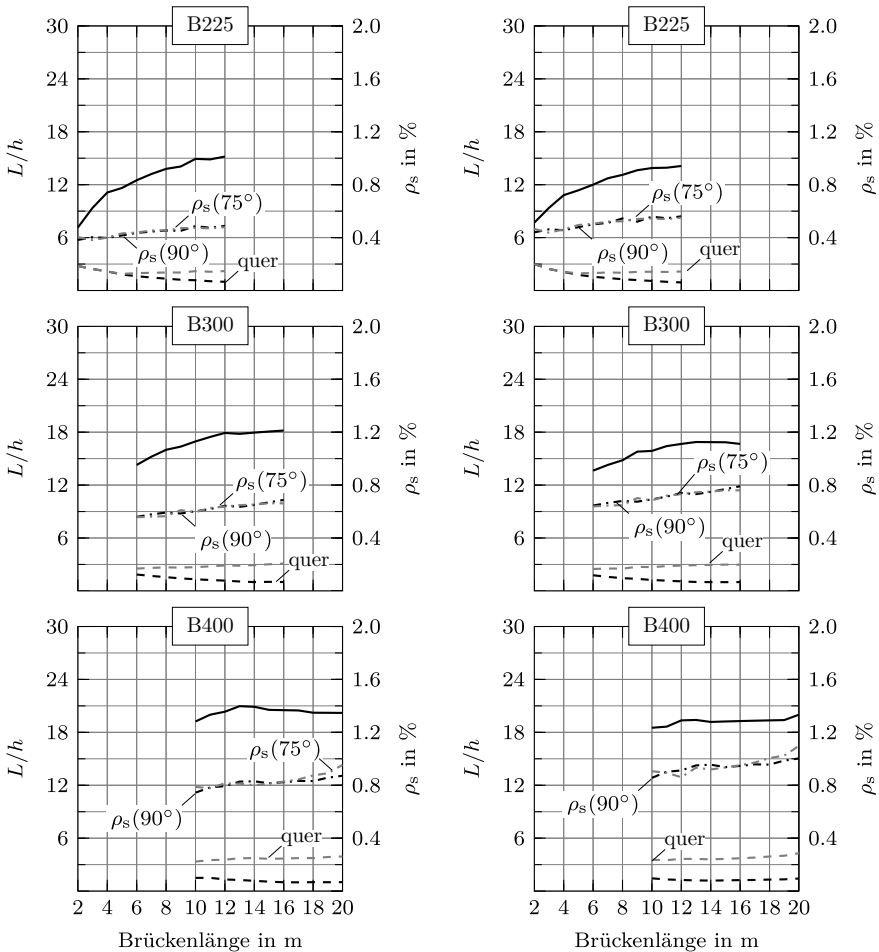 B225
B225
30
2.0
30
2.0
24
1.6
24
1.6
18
1.2
18
1.2
L/h
ρs in %
L/h
ρs in %
12
0.8
12
0.8
ρs(75°)
ρs(75°)
6
0.4
6
0.4
ρs(90°)
quer
ρs(90°)
quer
B300
B300
30
2.0
30
2.0
24
1.6
24
1.6
18
1.2
18
1.2
L/h
ρs in %
L/h
ρs in %
12
0.8
12
0.8
ρs(75°)
ρs(75°)
6
0.4
6
0.4
ρs(90°)
quer
ρs(90°)
quer
B400
B400
30
2.0
30
2.0
24
1.6
24
1.6
18
1.2
18
1.2
L/h
ρs in %
L/h
ρs in %
ρs(75°)
12
0.8
12
0.8
ρs(90°)
ρs(90°)
6
0.4
6
0.4
quer
quer
2 4 6 8 10 12 14 16 18 20
2 4 6 8 10 12 14 16 18 20
Brückenlänge in m
Brückenlänge in m